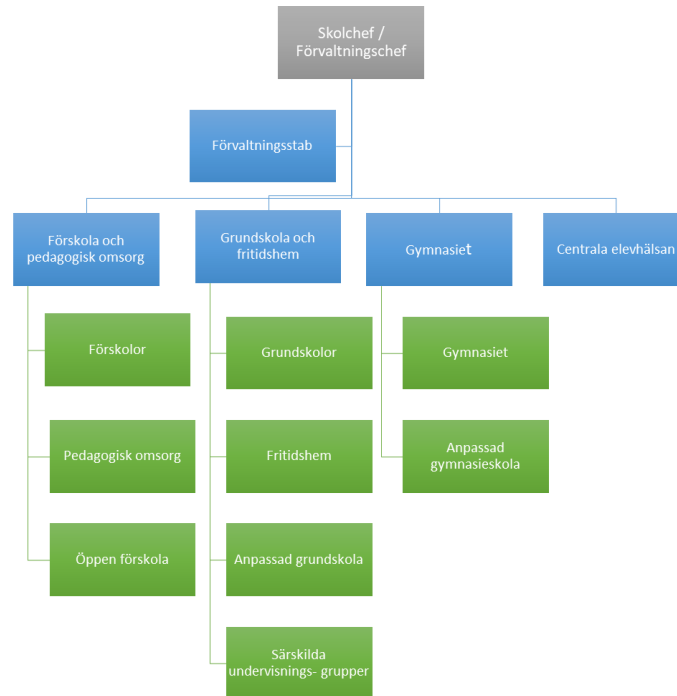 Skolchef /
Förvaltningschef
Förvaltningsstab
Förskola och
pedagogisk omsorg
Grundskola och
fritidshem
Gymnasiet
Centrala elevhälsan
Förskolor
Grundskolor
Gymnasiet
Pedagogisk omsorg
Fritidshem
Anpassad
gymnasieskola
Öppen förskola
Anpassad grundskola
Särskilda
undervisnings- grupper